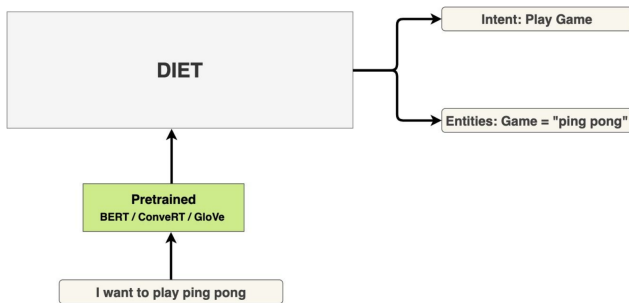 Intent: Play Game
DIET
Entities: Game = "ping pong"
Pretrained
BERT / ConveRT / GloVe
I want to play ping pong